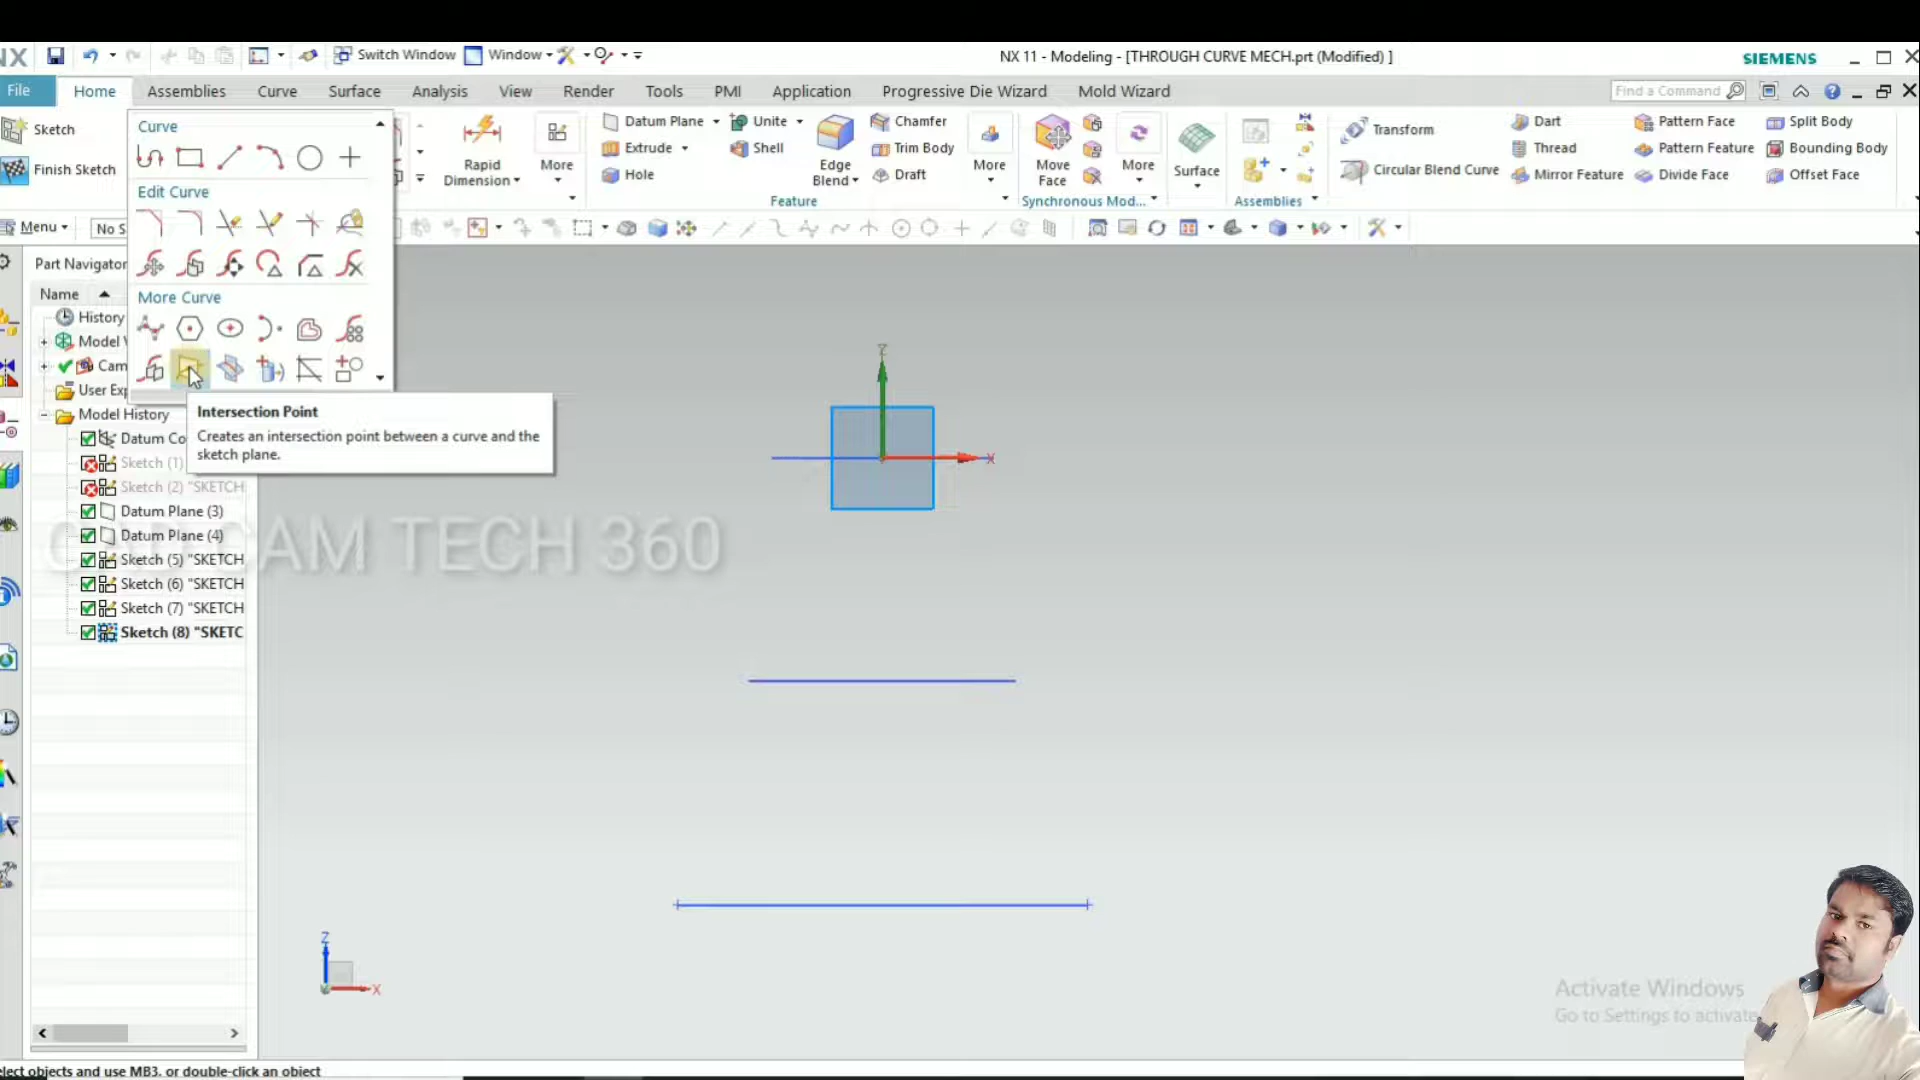 NX
Switch Window
Window
NX 11 - Modeling - [THROUGH CURVE MECH.prt (Modified) ]
SIEMENS
File
Home
Assemblies
Curve
Surface
Analysis
View
Render
Tools
PMI
Application
Progressive Die Wizard
Mold Wizard
Find a Command
Sketch
Finish Sketch
Curve
Edit Curve
More Curve
Rapid
Dimension
More
Datum Plane
Extrude
Hole
Unite
Shell
Edge
Blend
Chamfer
Trim Body
Draft
More
Feature
Move
Face
More
Synchronous Mod...
Surface
Assemblies
Transform
Circular Blend Curve
Dart
Thread
Mirror Feature
Pattern Face
Pattern Feature
Divide Face
Split Body
Bounding Body
Offset Face
Menu
No S
Part Navigator
Name
History
Model V
Cam
User Exp
Model History
Datum Co
Sketch (1)
Sketch (2) "SKETCH
Datum Plane (3)
Datum Plane (4)
Sketch (5) "SKETCH
Sketch (6) "SKETCH
Sketch (7) "SKETCH
Sketch (8) "SKETC
Intersection Point
Creates an intersection point between a curve and the
sketch plane.
CADCAM TECH 360
Z
X
Z
X
Activate Windows
Go to Settings to activate
elect objects and use MB3, or double-click an object